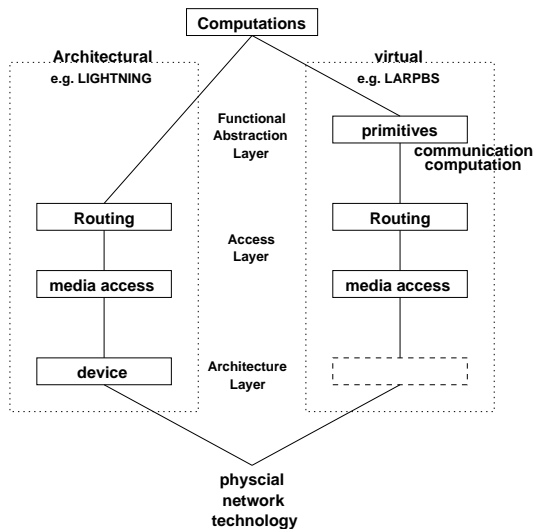 Computations
Architectural
e.g. LIGHTNING
virtual
e.g. LARPBS
Functional
Abstraction
Layer
primitives
communication
computation
Routing
Access
Layer
Routing
media access
media access
device
Architecture
Layer
physcial
network
technology